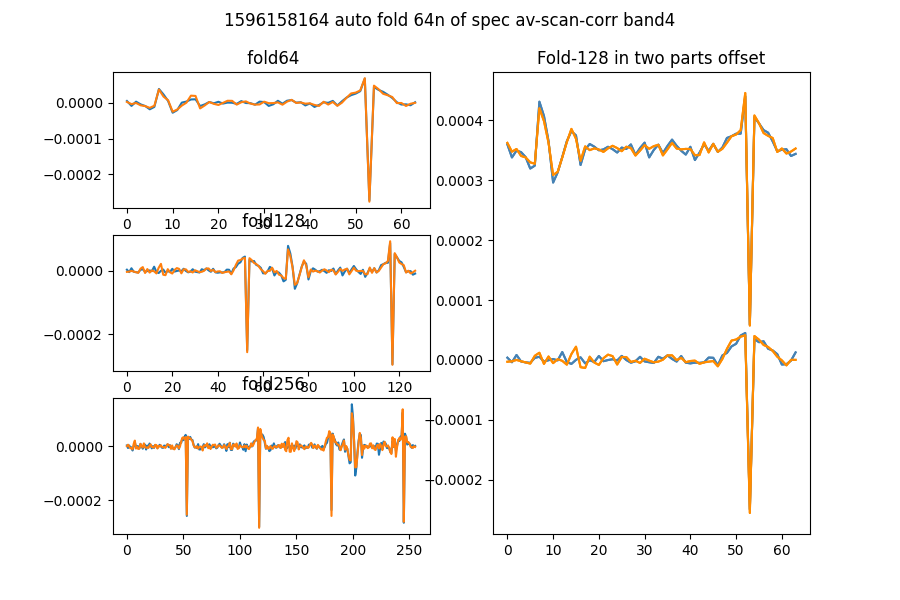 1596158164 auto fold 64n of spec av-scan-corr band4
fold64
0.0000
−0.0001
−0.0002
0 10 20 30 40 50 60
fold128
0.0000
−0.0002
0 20 40 60 80 100 120
fold256
0.0000
−0.0002
0 50 100 150 200 250
Fold-128 in two parts offset
0.0004
0.0003
0.0002
0.0001
0.0000
−0.0001
−0.0002
0 10 20 30 40 50 60